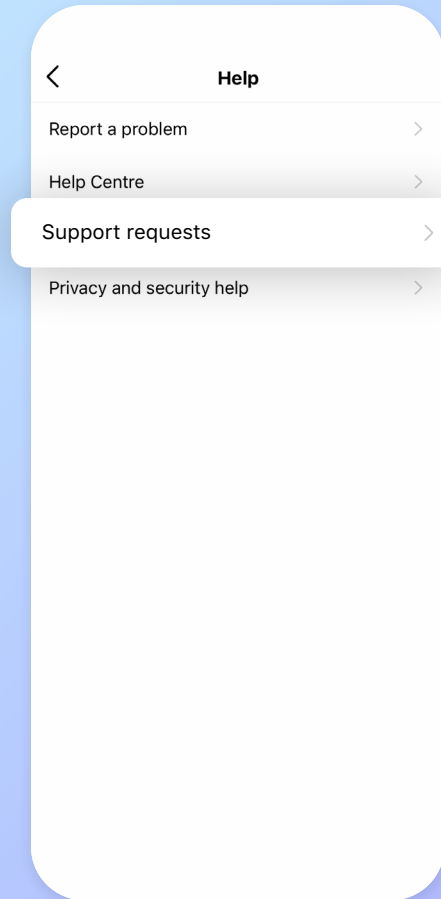 Help
Report a problem
Help Centre
Support requests
Privacy and security help